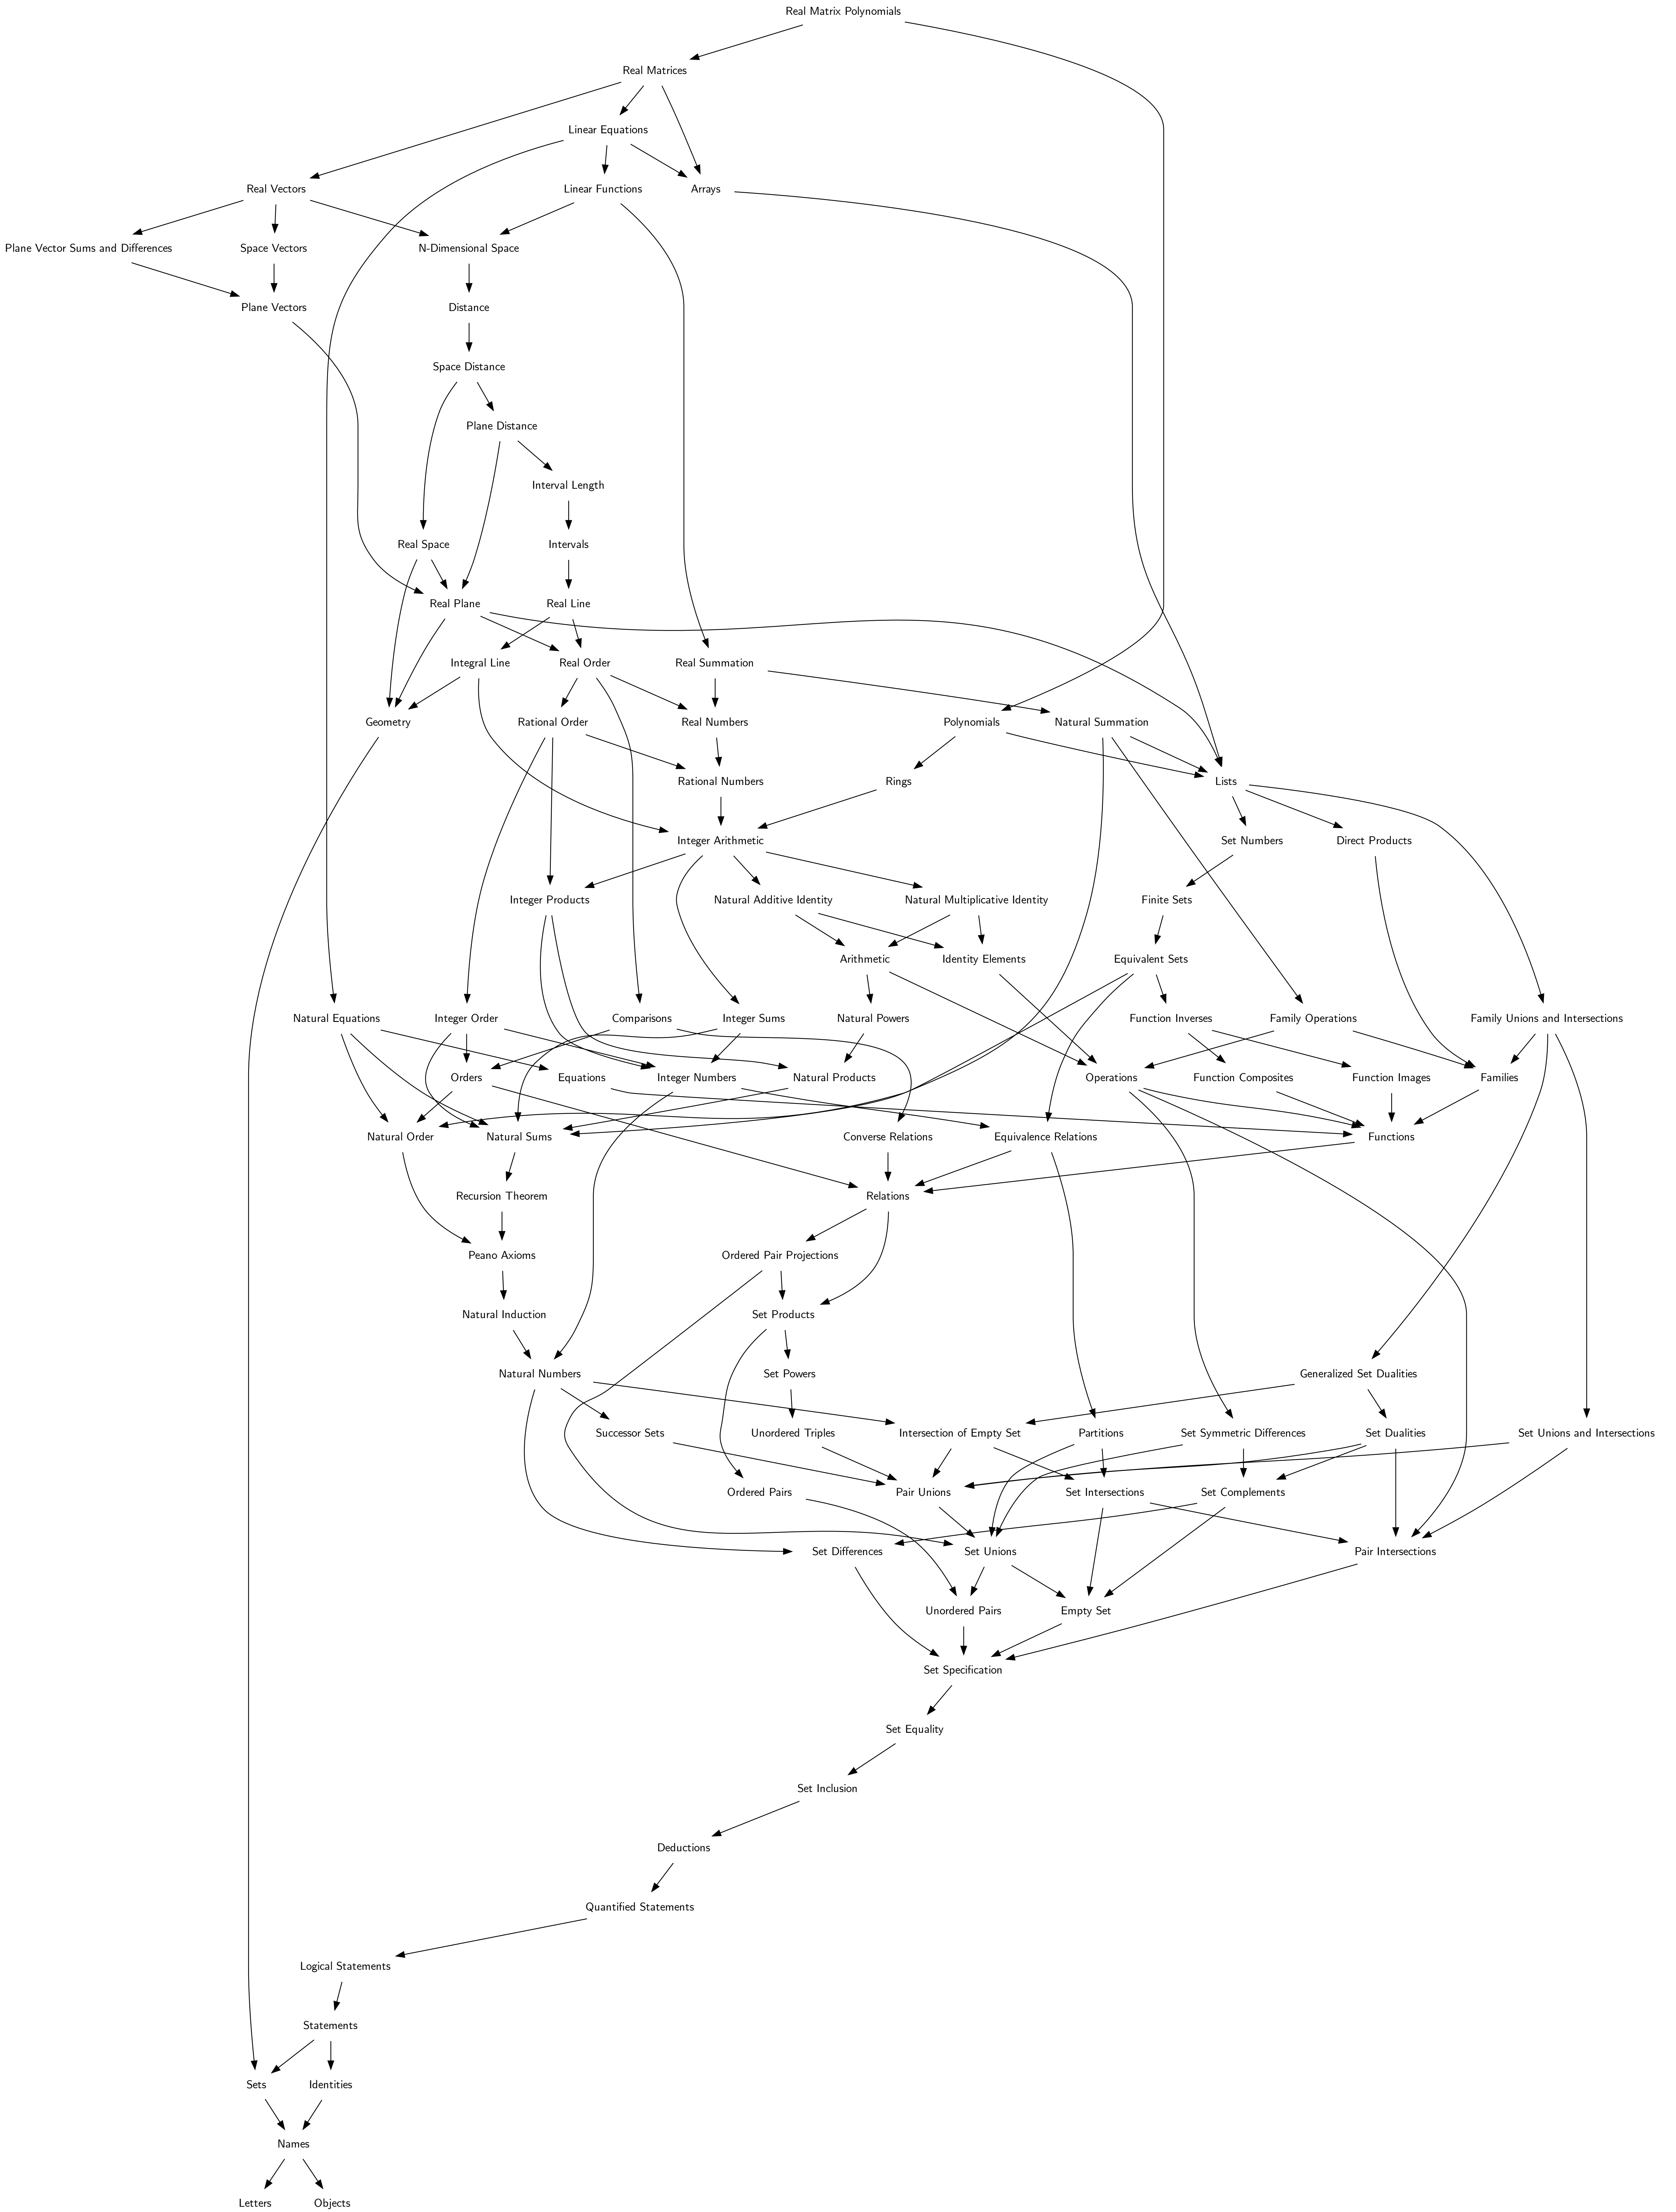 Real Matrix Polynomials
Real Matrices
Linear Equations
Real Vectors
Linear Functions
Arrays
Plane Vector Sums and Differences
Space Vectors
N-Dimensional Space
Plane Vectors
Distance
Space Distance
Plane Distance
Interval Length
Real Space
Intervals
Real Plane
Real Line
Integral Line
Real Order
Real Summation
Geometry
Rational Order
Real Numbers
Polynomials
Natural Summation
Rational Numbers
Rings
Lists
Integer Arithmetic
Set Numbers
Direct Products
Integer Products
Natural Additive Identity
Natural Multiplicative Identity
Finite Sets
Arithmetic
Identity Elements
Equivalent Sets
Natural Equations
Integer Order
Comparisons
Integer Sums
Natural Powers
Function Inverses
Family Operations
Family Unions and Intersections
Orders
Equations
Integer Numbers
Natural Products
Operations
Function Composites
Function Images
Families
Natural Order
Natural Sums
Converse Relations
Equivalence Relations
Functions
Recursion Theorem
Relations
Peano Axioms
Ordered Pair Projections
Natural Induction
Set Products
Natural Numbers
Set Powers
Generalized Set Dualities
Successor Sets
Unordered Triples
Intersection of Empty Set
Partitions
Set Symmetric Differences
Set Dualities
Set Unions and Intersections
Ordered Pairs
Pair Unions
Set Intersections
Set Complements
Set Differences
Set Unions
Pair Intersections
Unordered Pairs
Empty Set
Set Specification
Set Equality
Set Inclusion
Deductions
Quantified Statements
Logical Statements
Statements
Sets
Identities
Names
Letters
Objects